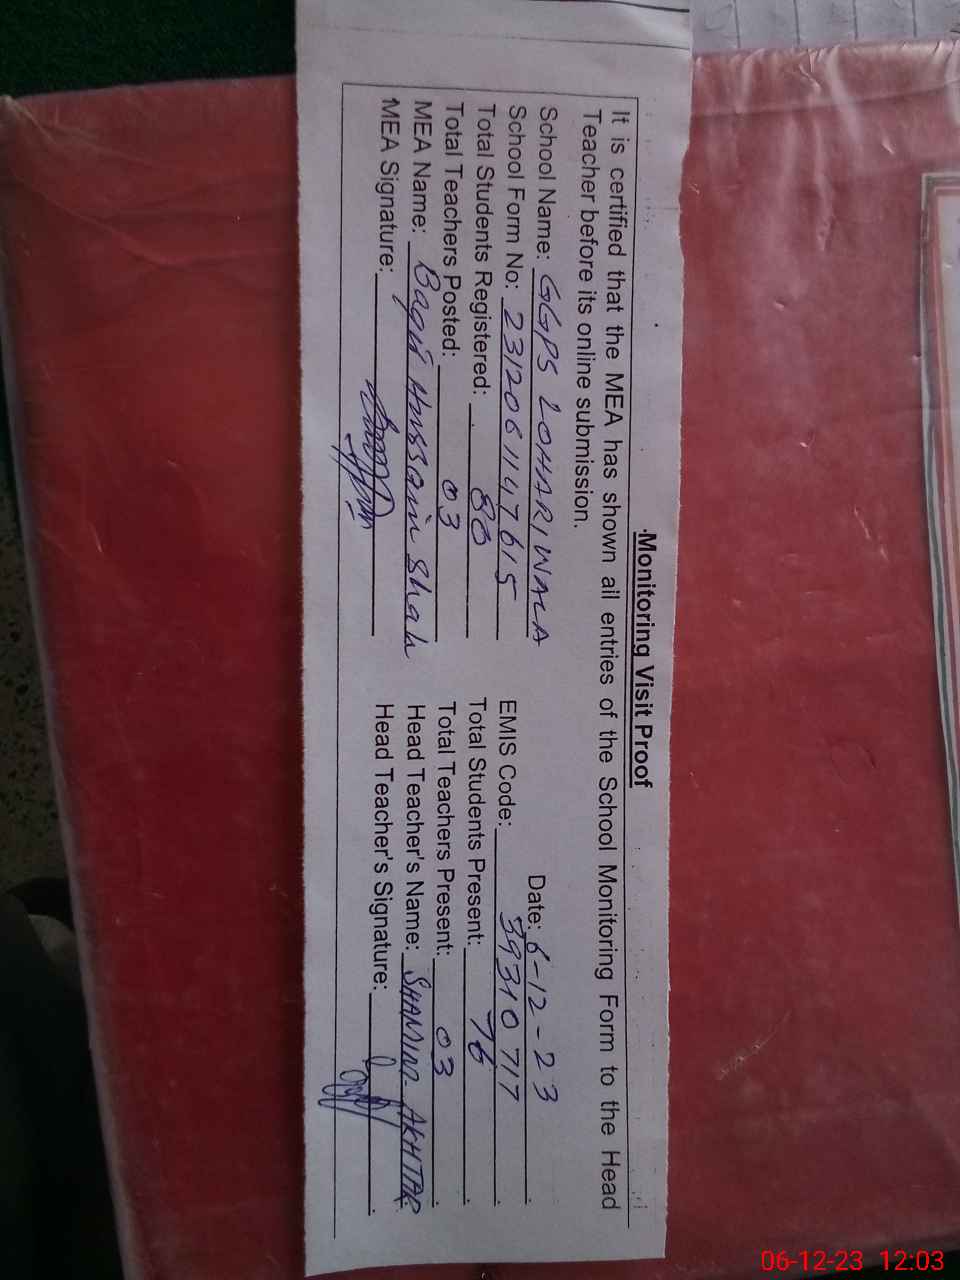 Monitoring Visit Proof
It is certified that the MEA has shown all entries of the School Monitoring Form to the Head
Teacher before its online submission.
School Name: GGPS LOHARIWALA Date: 6-12-23
School Form No: 2312061147615 EMIS Code: 39310717
Total Students Registered: 80 Total Students Present: 76
Total Teachers Posted: 03 Total Teachers Present: 03
MEA Name: Baqir Hussain Shah Head Teacher's Name: SHAMIM AKHTAR
MEA Signature: Head Teacher's Signature:
06-12-23 12:03